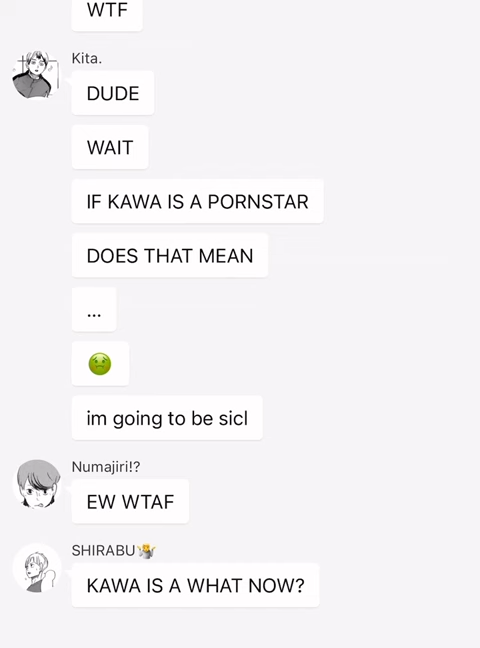 WTF
Kita.
DUDE
WAIT
IF KAWA IS A PORNSTAR
DOES THAT MEAN
...
🤢
im going to be sicl
Numajiri!?
EW WTAF
SHIRABU🤷
KAWA IS A WHAT NOW?